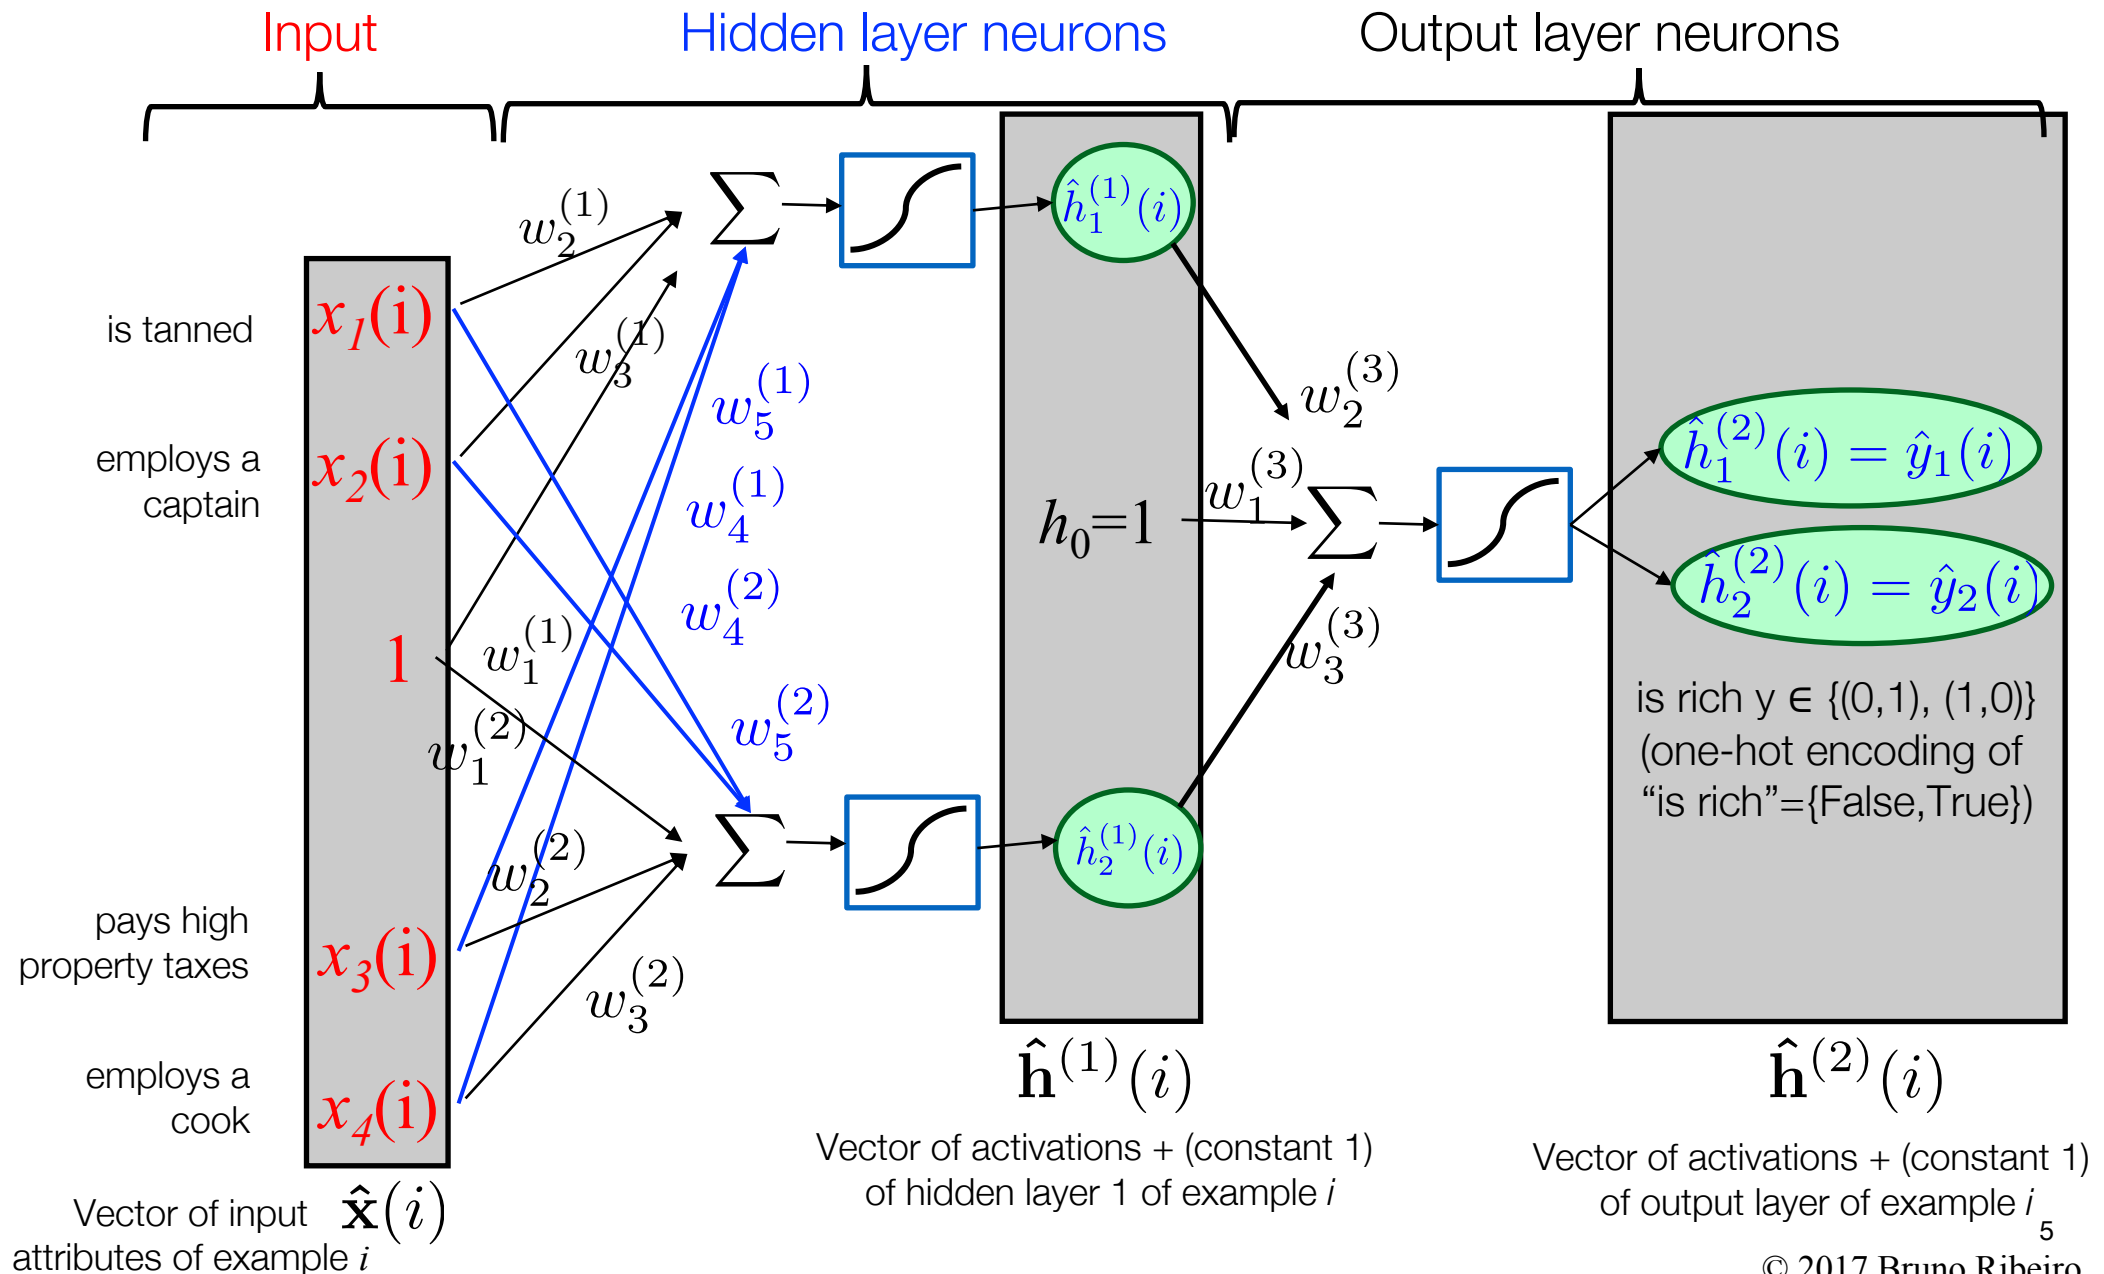 Input
Hidden layer neurons
Output layer neurons
is tanned
employs a
captain
pays high
property taxes
employs a
cook
x₁(i)
x₂(i)
1
x₃(i)
x₄(i)
Vector of input x̂(i)
attributes of example i
w₂⁽¹⁾
w₃⁽¹⁾
w₅⁽¹⁾
w₄⁽¹⁾
w₄⁽²⁾
w₁⁽¹⁾
w₅⁽²⁾
w₁⁽²⁾
w₂⁽²⁾
w₃⁽²⁾
∑
∑
ĥ₁⁽¹⁾(i)
h₀=1
ĥ₂⁽¹⁾(i)
ĥ⁽¹⁾(i)
Vector of activations + (constant 1)
of hidden layer 1 of example i
w₂⁽³⁾
w₁⁽³⁾
∑
w₃⁽³⁾
ĥ₁⁽²⁾(i) = ŷ₁(i)
ĥ₂⁽²⁾(i) = ŷ₂(i)
is rich y ∈ {(0,1), (1,0)}
(one-hot encoding of
“is rich”={False,True})
ĥ⁽²⁾(i)
Vector of activations + (constant 1)
of output layer of example i
5
© 2017 Bruno Ribeiro